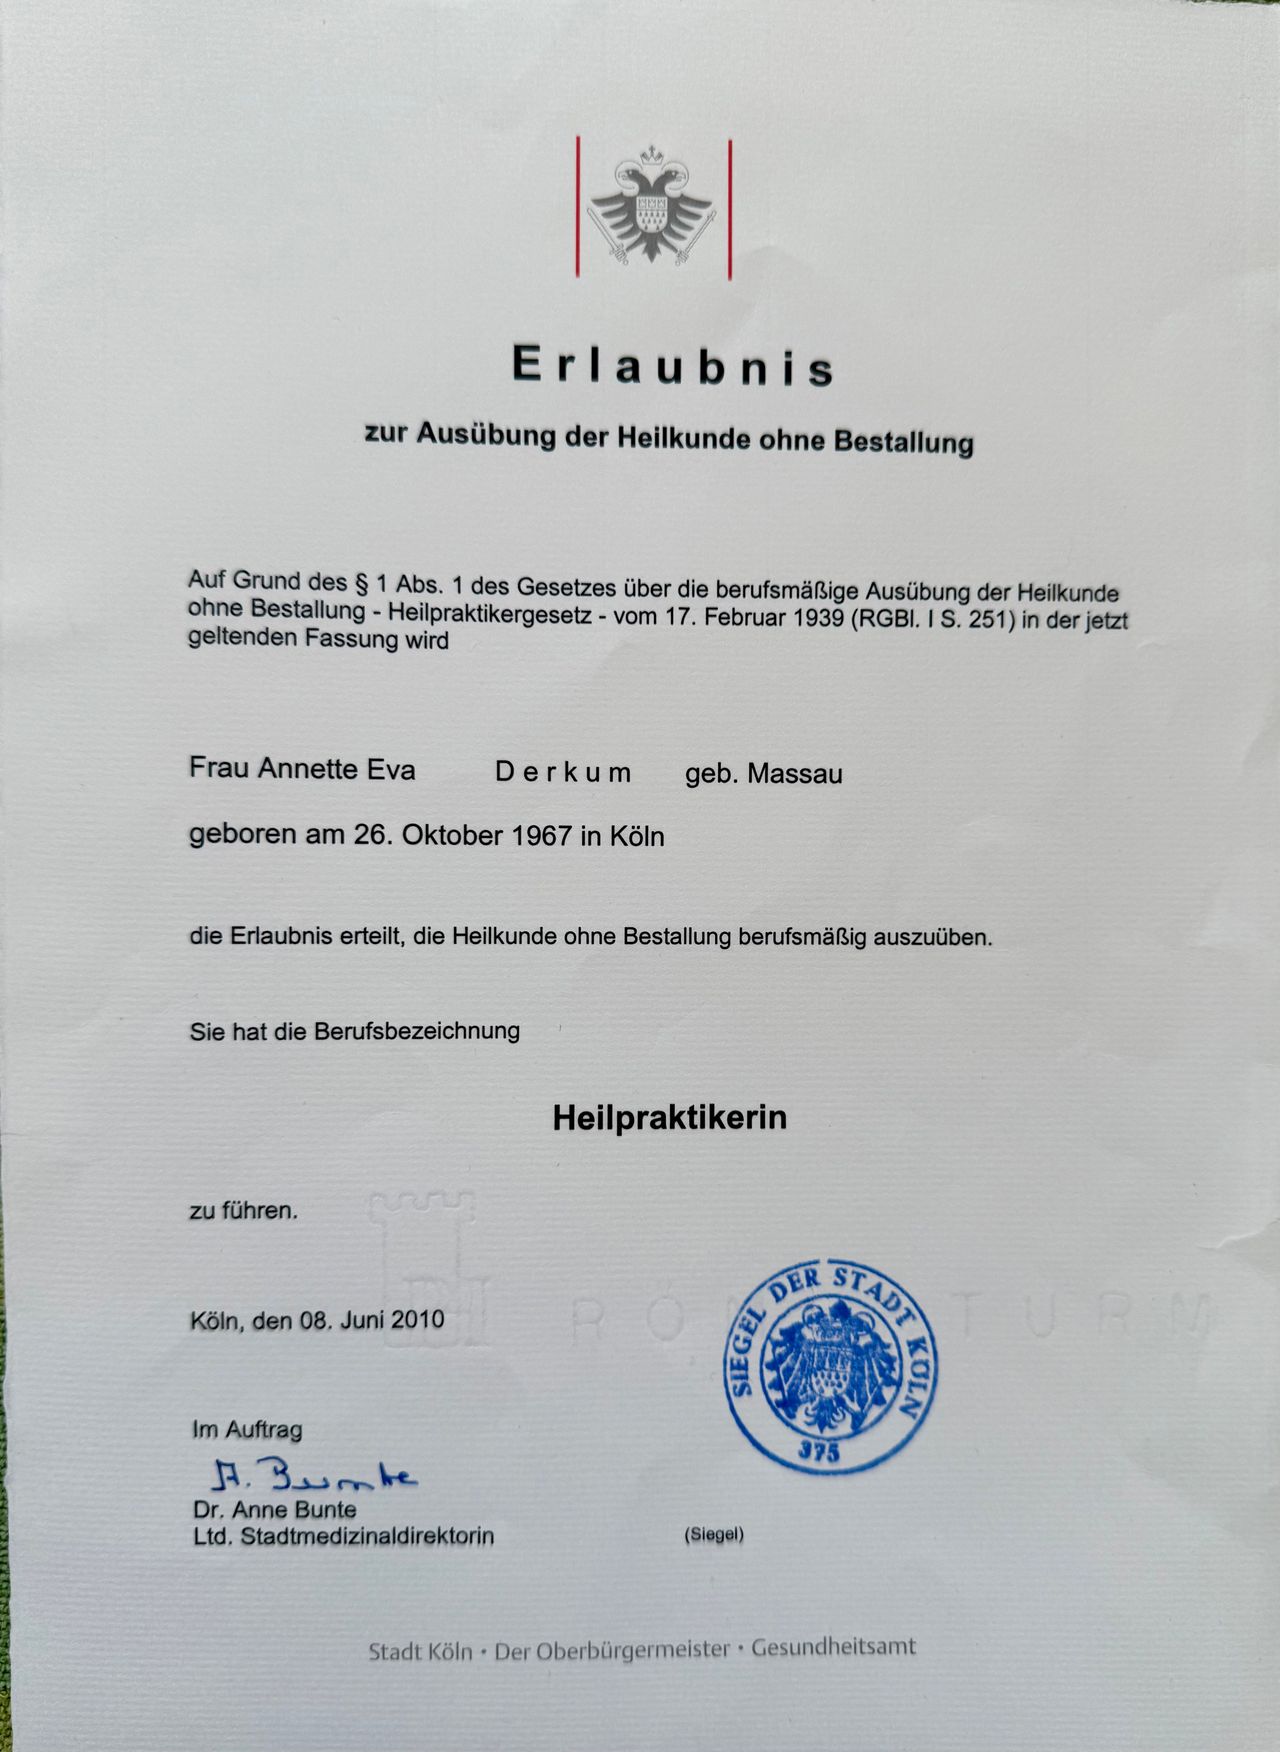 Erlaubnis
zur Ausübung der Heilkunde ohne Bestallung
Auf Grund des § 1 Abs. 1 des Gesetzes über die berufsmäßige Ausübung der Heilkunde
ohne Bestallung - Heilpraktikergesetz - vom 17. Februar 1939 (RGBl. I S. 251) in der jetzt
geltenden Fassung wird
Frau Annette Eva Derkum geb. Massau
geboren am 26. Oktober 1967 in Köln
die Erlaubnis erteilt, die Heilkunde ohne Bestallung berufsmäßig auszuüben.
Sie hat die Berufsbezeichnung
Heilpraktikerin
zu führen.
RÖMERTURM
Köln, den 08. Juni 2010
SIEGEL DER STADT KÖLN
375
Im Auftrag
A. Bunte
Dr. Anne Bunte
Ltd. Stadtmedizinaldirektorin
(Siegel)
Stadt Köln • Der Oberbürgermeister • Gesundheitsamt